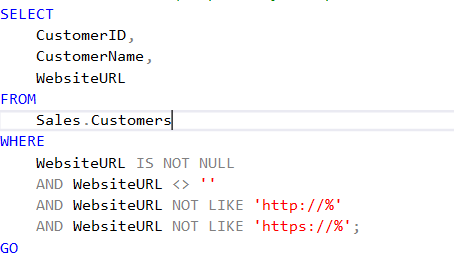 SELECT
CustomerID,
CustomerName,
WebsiteURL
FROM
Sales.Customers
WHERE
WebsiteURL IS NOT NULL
AND WebsiteURL <> ''
AND WebsiteURL NOT LIKE 'http://%'
AND WebsiteURL NOT LIKE 'https://%';
GO